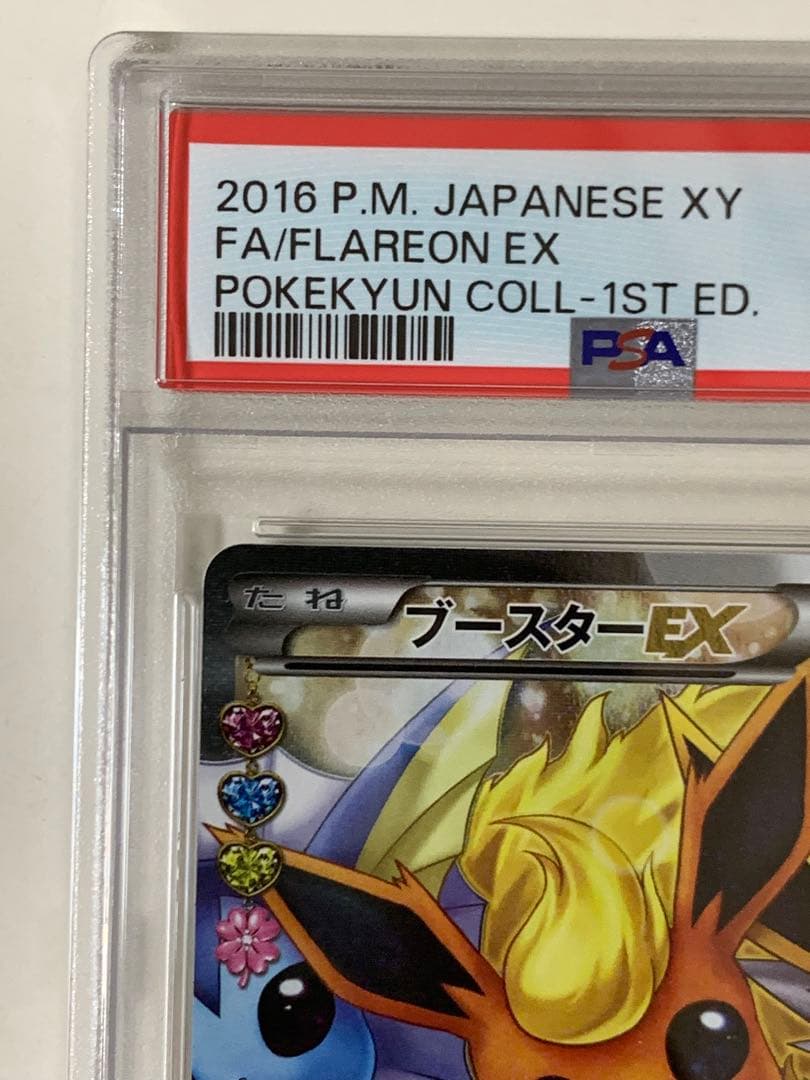 2016 P.M. JAPANESE XY
FA/FLAREON EX
POKEKYUN COLL-1ST ED.
PSA
たね
ブースターEX